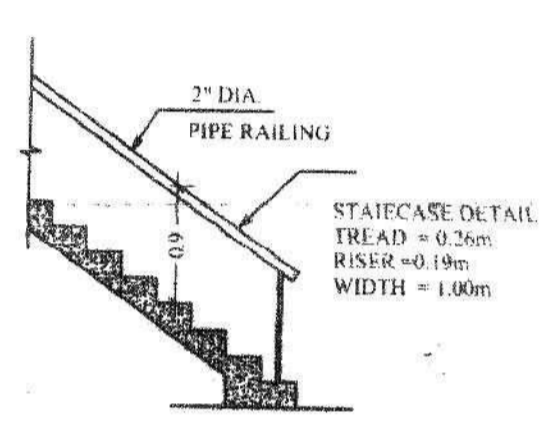 2" DIA.
PIPE RAILING
0.9
STAIECASE DETAIL
TREAD = 0.26m
RISER =0.19m
WIDTH = 1.00m